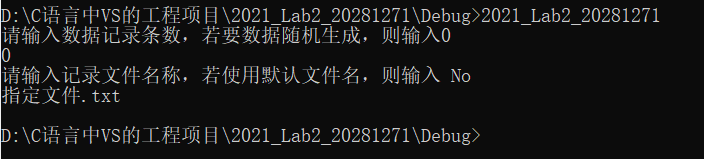 D:\C语言中VS的工程项目\2021_Lab2_20281271\Debug>2021_Lab2_20281271
请输入数据记录条数，若要数据随机生成，则输入0
0
请输入记录文件名称，若使用默认文件名，则输入 No
指定文件.txt
D:\C语言中VS的工程项目\2021_Lab2_20281271\Debug>